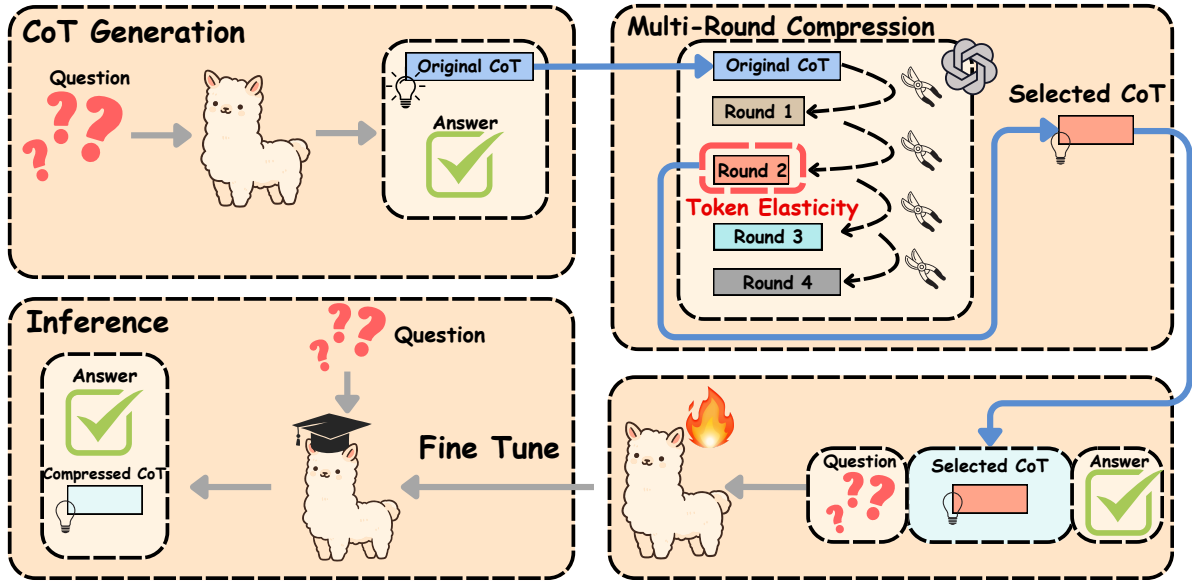 CoT Generation
Question
Original CoT
Answer
Multi-Round Compression
Original CoT
Round 1
Round 2
Token Elasticity
Round 3
Round 4
Selected CoT
Inference
Question
Answer
Compressed CoT
Fine Tune
Question
Selected CoT
Answer